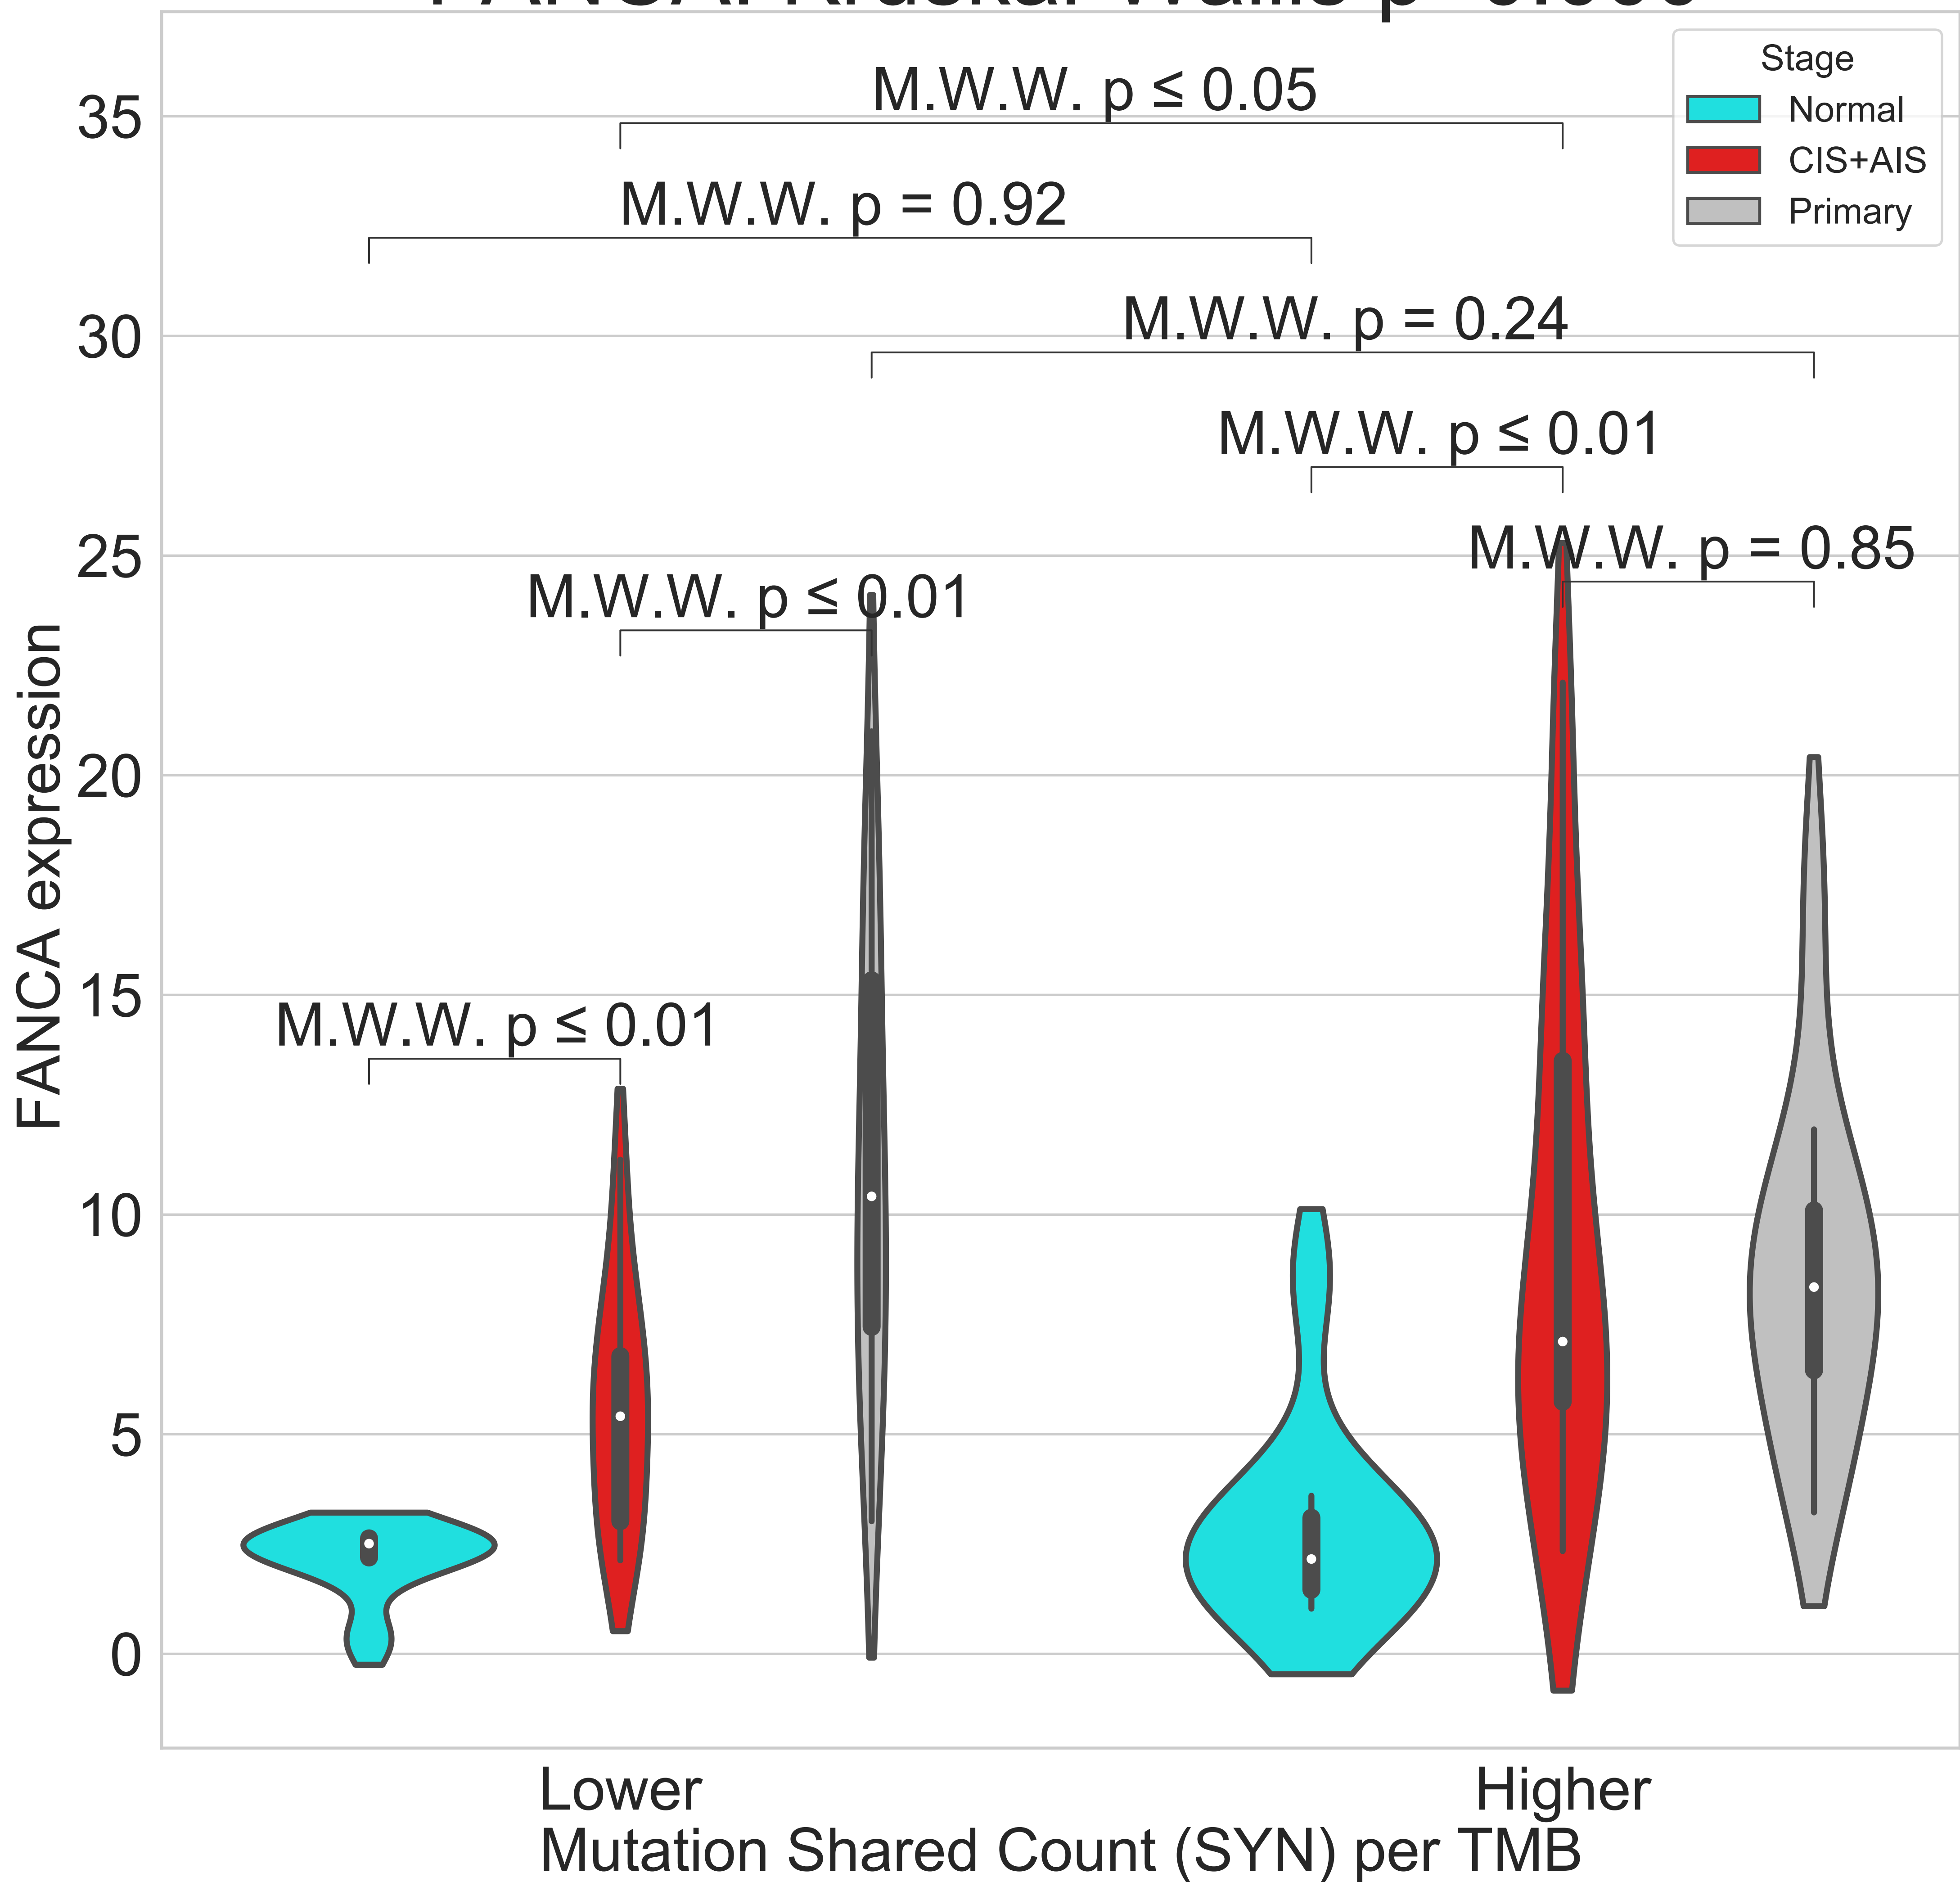 Stage
Normal
CIS+AIS
Primary
M.W.W. p ≤ 0.05
M.W.W. p = 0.92
M.W.W. p = 0.24
M.W.W. p ≤ 0.01
M.W.W. p = 0.85
M.W.W. p ≤ 0.01
M.W.W. p ≤ 0.01
35
30
25
20
15
10
5
0
FANCA expression
Lower
Higher
Mutation Shared Count (SYN) per TMB